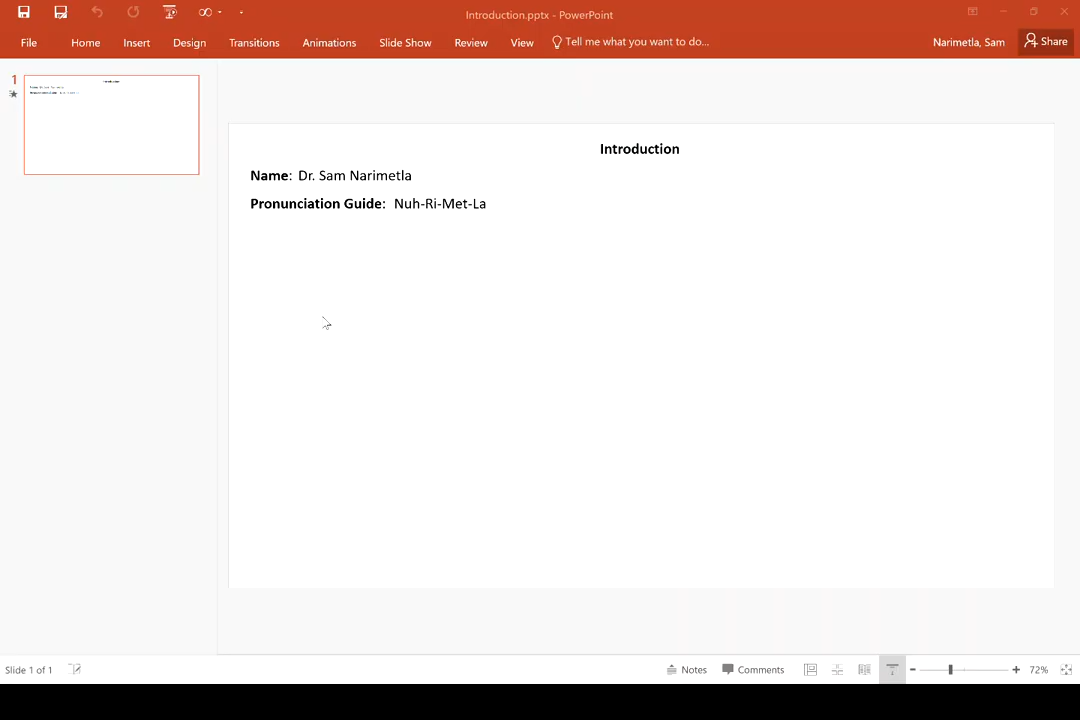 Introduction.pptx - PowerPoint
File Home Insert Design Transitions Animations Slide Show Review View Tell me what you want to do... Narimetla, Sam Share
1
Introduction
Name: Dr. Sam Narimetla
Pronunciation Guide: Nuh-Ri-Met-La
Slide 1 of 1 Notes Comments 72%